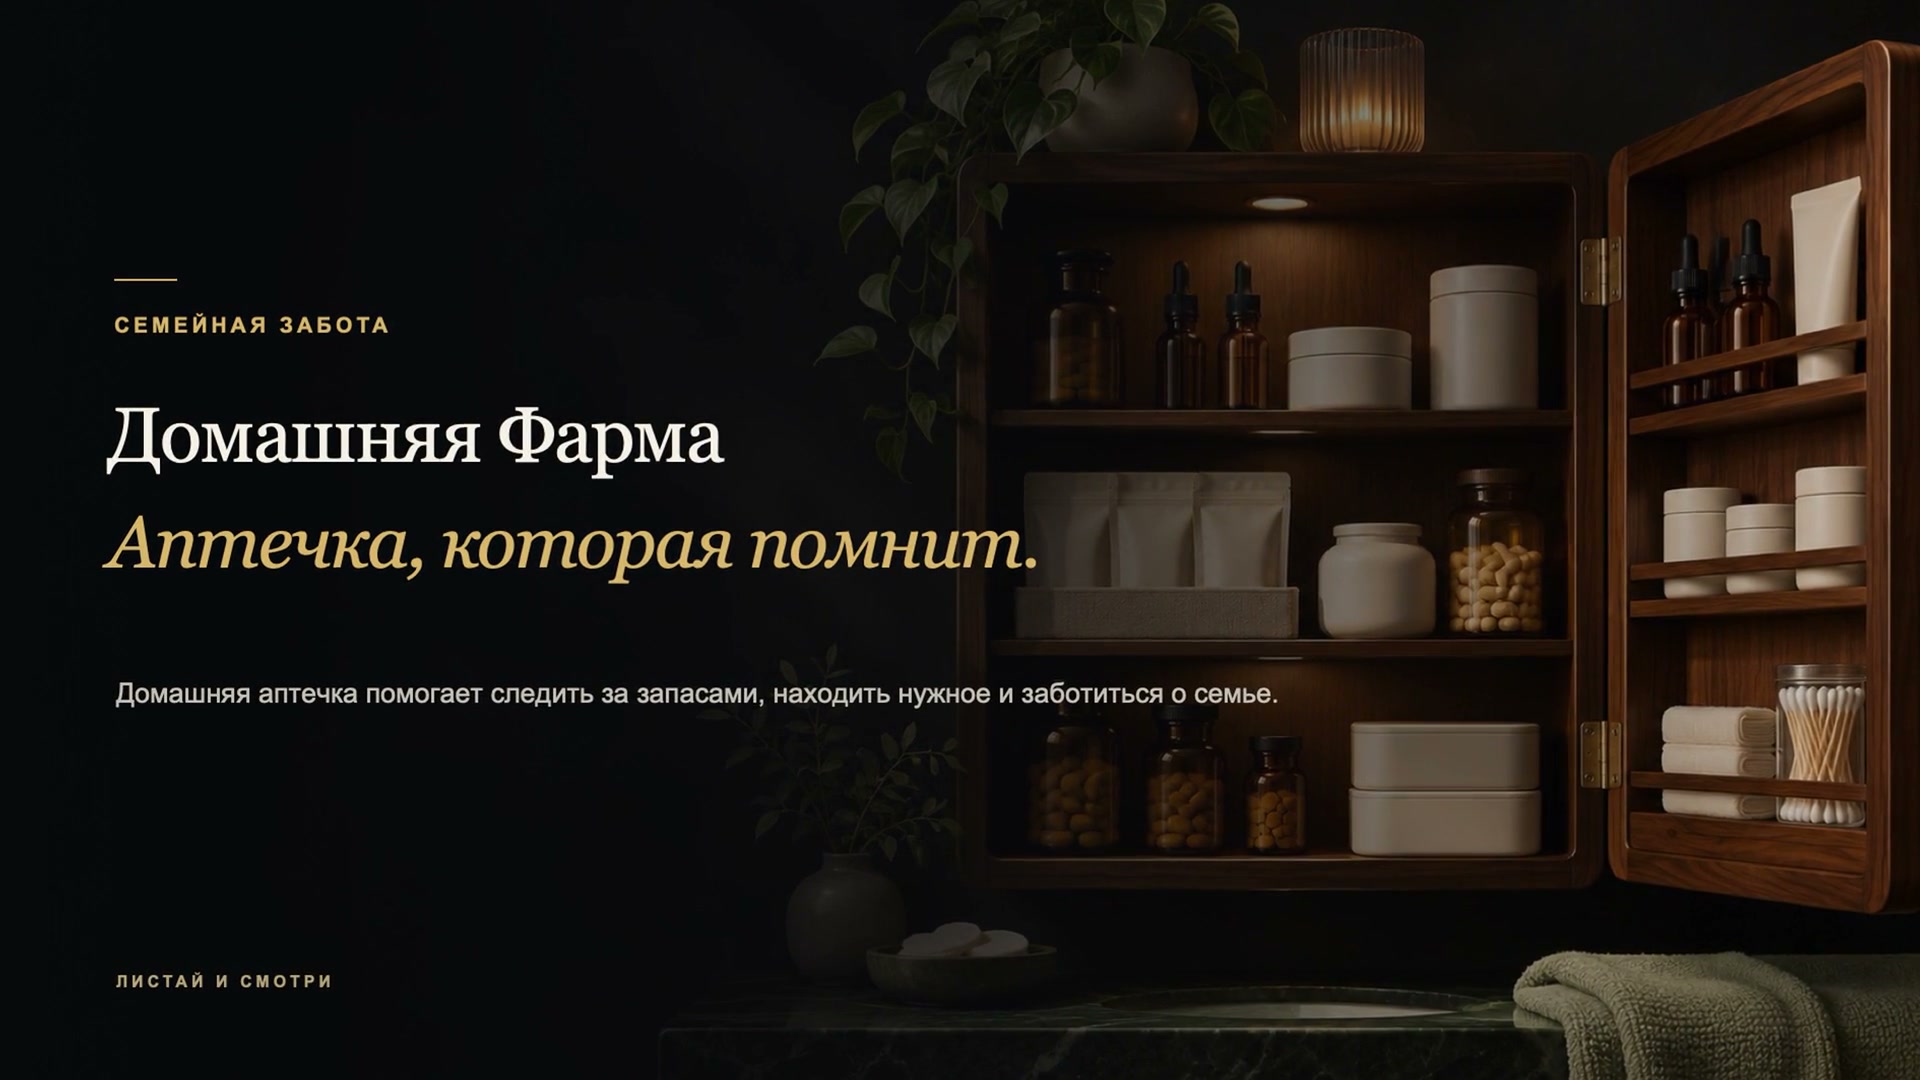 СЕМЕЙНАЯ ЗАБОТА
Домашняя Фарма
Аптечка, которая помнит.
Домашняя аптечка помогает следить за запасами, находить нужное и заботиться о семье.
ЛИСТАЙ И СМОТРИ